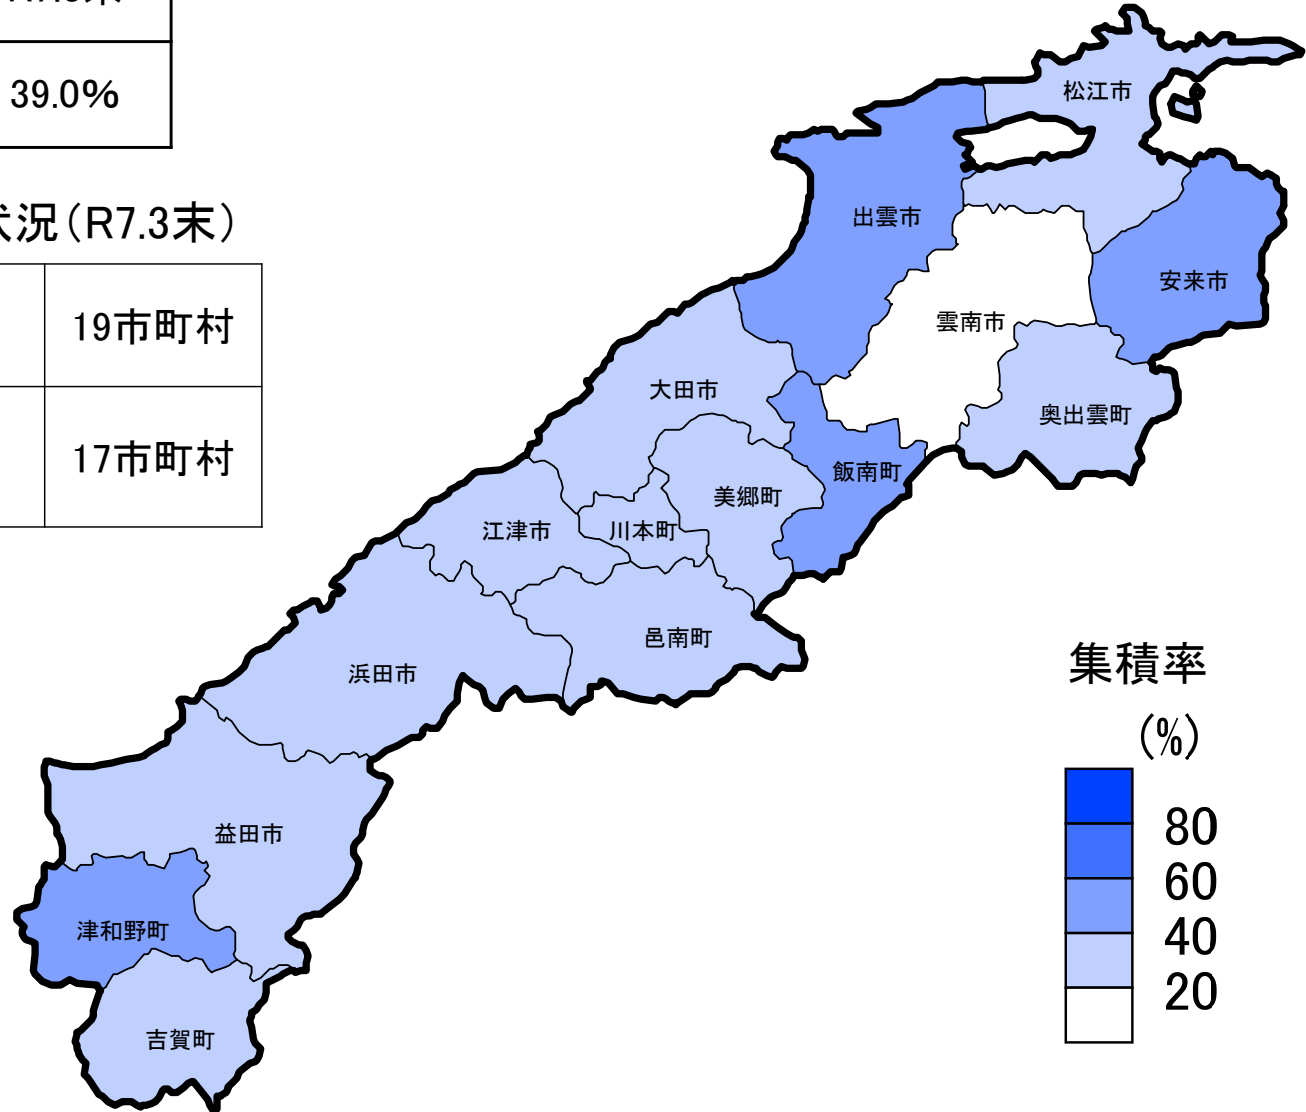 39.0%
況(R7.3末)
19市町村
17市町村
松江市
出雲市
安来市
雲南市
大田市
奥出雲町
飯南町
美郷町
江津市
川本町
邑南町
浜田市
益田市
津和野町
吉賀町
集積率
(%)
80
60
40
20